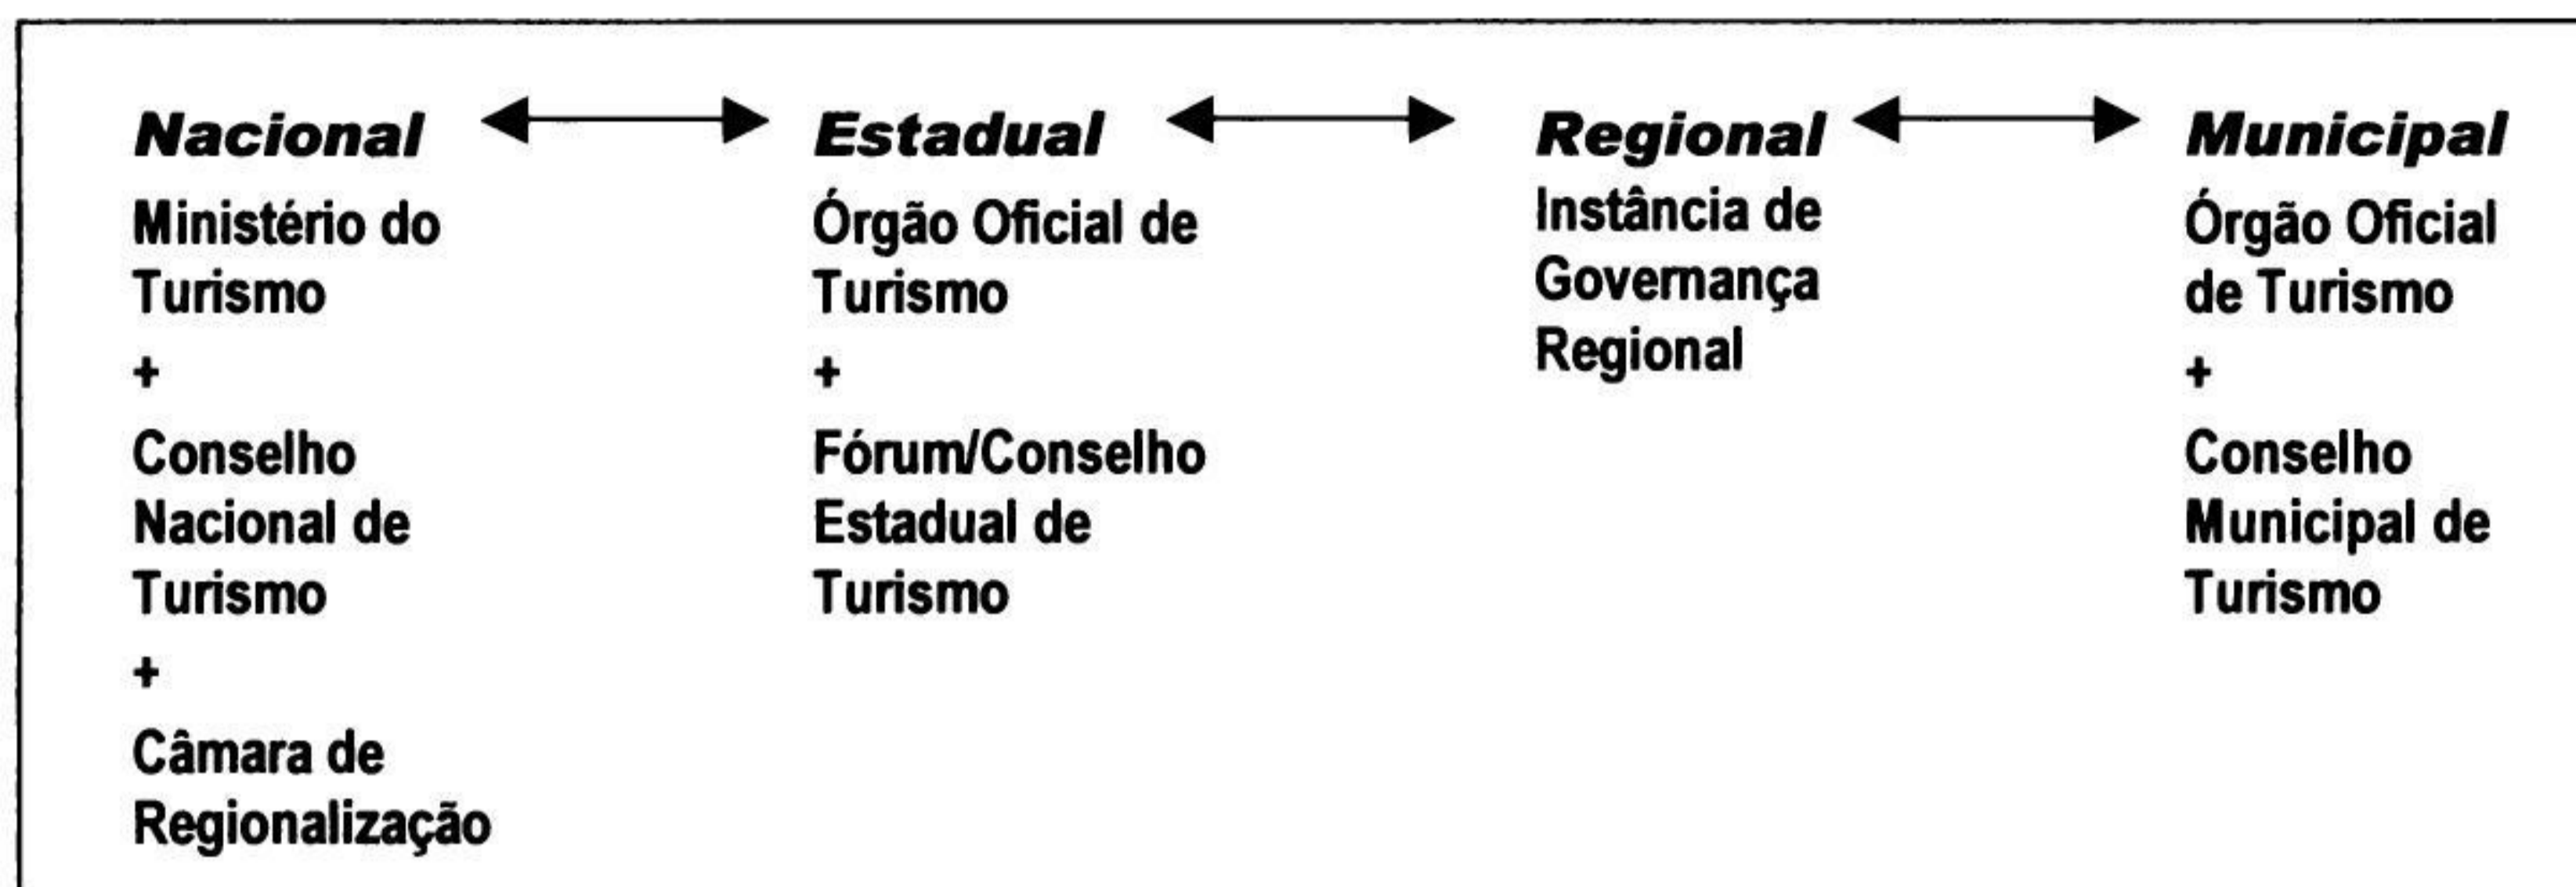 Nacional
Ministério do
Turismo
+
Conselho
Nacional de
Turismo
+
Câmara de
Regionalização
Estadual
Órgão Oficial de
Turismo
+
Fórum/Conselho
Estadual de
Turismo
Regional
Instância de
Governança
Regional
Municipal
Órgão Oficial
de Turismo
+
Conselho
Municipal de
Turismo